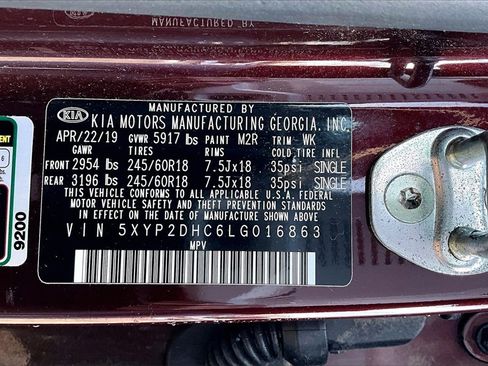 MANUFACTURED BY
KIA KIA MOTORS MANUFACTURING GEORGIA, INC.
APR/22/19 GVWR 5917 lbs PAINT M2R TRIM WK
GAWR TIRES RIMS COLD TIRE INFL
FRONT 2954 lbs 245/60R18 7.5Jx18 35psi SINGLE
REAR 3196 lbs 245/60R18 7.5Jx18 35psi SINGLE
THIS VEHICLE CONFORMS TO ALL APPLICABLE U.S.A. FEDERAL
MOTOR VEHICLE SAFETY, BUMPER, AND
THEFT PREVENTION STANDARDS
IN EFFECT ON THE DATE OF MANUFACTURE SHOWN ABOVE
VIN 5XYP2DHC6LG016863
MPV
9200